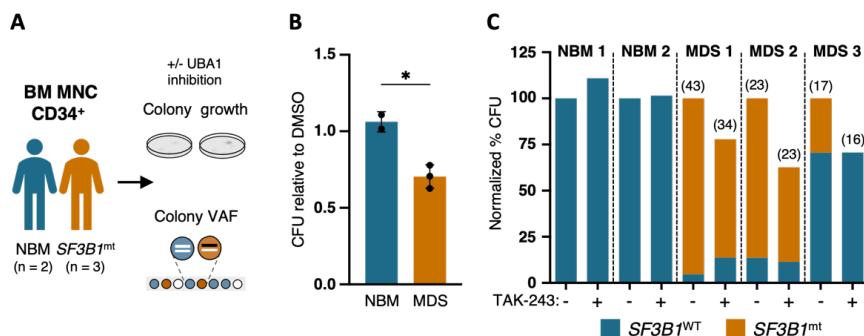 A
BM MNC
CD34+
+/- UBA1
inhibition
Colony growth
Colony VAF
NBM SF3B1mt
(n = 2) (n = 3)
B
CFU relative to DMSO
1.5
1.0
0.5
0.0
*
NBM MDS
C
Normalized % CFU
125
100
75
50
25
0
NBM 1 NBM 2 MDS 1 MDS 2 MDS 3
(43) (34) (23) (23) (17) (16)
TAK-243: - + - + - + - + - +
SF3B1WT SF3B1mt